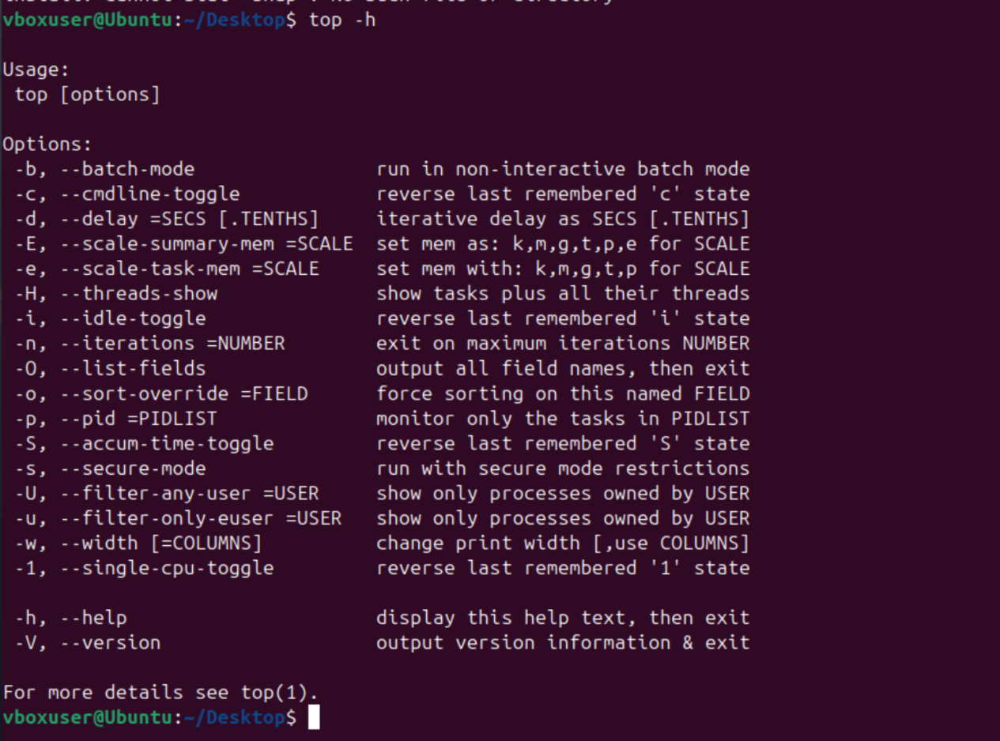 vboxuser@Ubuntu:~/Desktop$ top -h
Usage:
 top [options]
Options:
 -b, --batch-mode                run in non-interactive batch mode
 -c, --cmdline-toggle            reverse last remembered 'c' state
 -d, --delay =SECS [.TENTHS]     iterative delay as SECS [.TENTHS]
 -E, --scale-summary-mem =SCALE  set mem as: k,m,g,t,p,e for SCALE
 -e, --scale-task-mem =SCALE     set mem with: k,m,g,t,p for SCALE
 -H, --threads-show              show tasks plus all their threads
 -i, --idle-toggle               reverse last remembered 'i' state
 -n, --iterations =NUMBER        exit on maximum iterations NUMBER
 -O, --list-fields               output all field names, then exit
 -o, --sort-override =FIELD      force sorting on this named FIELD
 -p, --pid =PIDLIST              monitor only the tasks in PIDLIST
 -S, --accum-time-toggle         reverse last remembered 'S' state
 -s, --secure-mode               run with secure mode restrictions
 -U, --filter-any-user =USER     show only processes owned by USER
 -u, --filter-only-euser =USER   show only processes owned by USER
 -w, --width [=COLUMNS]          change print width [,use COLUMNS]
 -1, --single-cpu-toggle         reverse last remembered '1' state
 -h, --help                      display this help text, then exit
 -V, --version                   output version information & exit
For more details see top(1).
vboxuser@Ubuntu:~/Desktop$